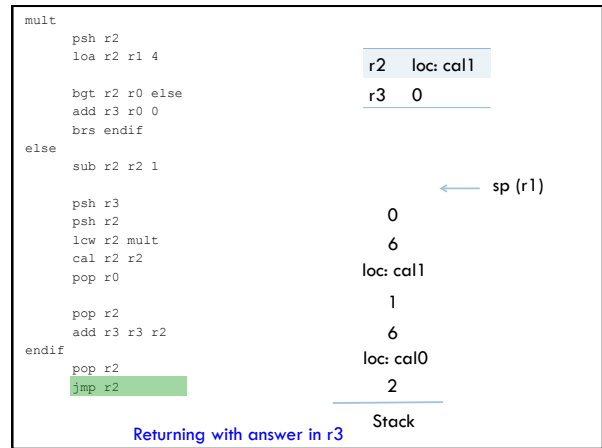 mult
psh r2
loa r2 r1 4
bgt r2 r0 else
add r3 r0 0
brs endif
else
sub r2 r2 1
psh r3
psh r2
lcw r2 mult
cal r2 r2
pop r0
pop r2
add r3 r3 r2
endif
pop r2
jmp r2
r2 loc: cal1
r3 0
sp (r1)
0
6
loc: cal1
1
6
loc: cal0
2
Stack
Returning with answer in r3